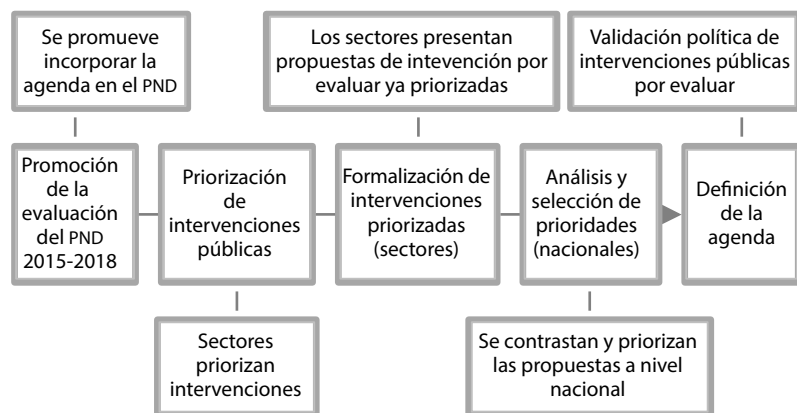 Se promueve
incorporar la
agenda en el PND
Los sectores presentan
propuestas de intevención por
evaluar ya priorizadas
Validación política de
intervenciones públicas
por evaluar
Promoción
de la
evaluación
del PND
2015-2018
Priorización
de
intervenciones
públicas
Formalización de
intervenciones
priorizadas
(sectores)
Análisis y
selección de
prioridades
(nacionales)
Definición
de la
agenda
Sectores
priorizan
intervenciones
Se contrastan y priorizan
las propuestas a nivel
nacional